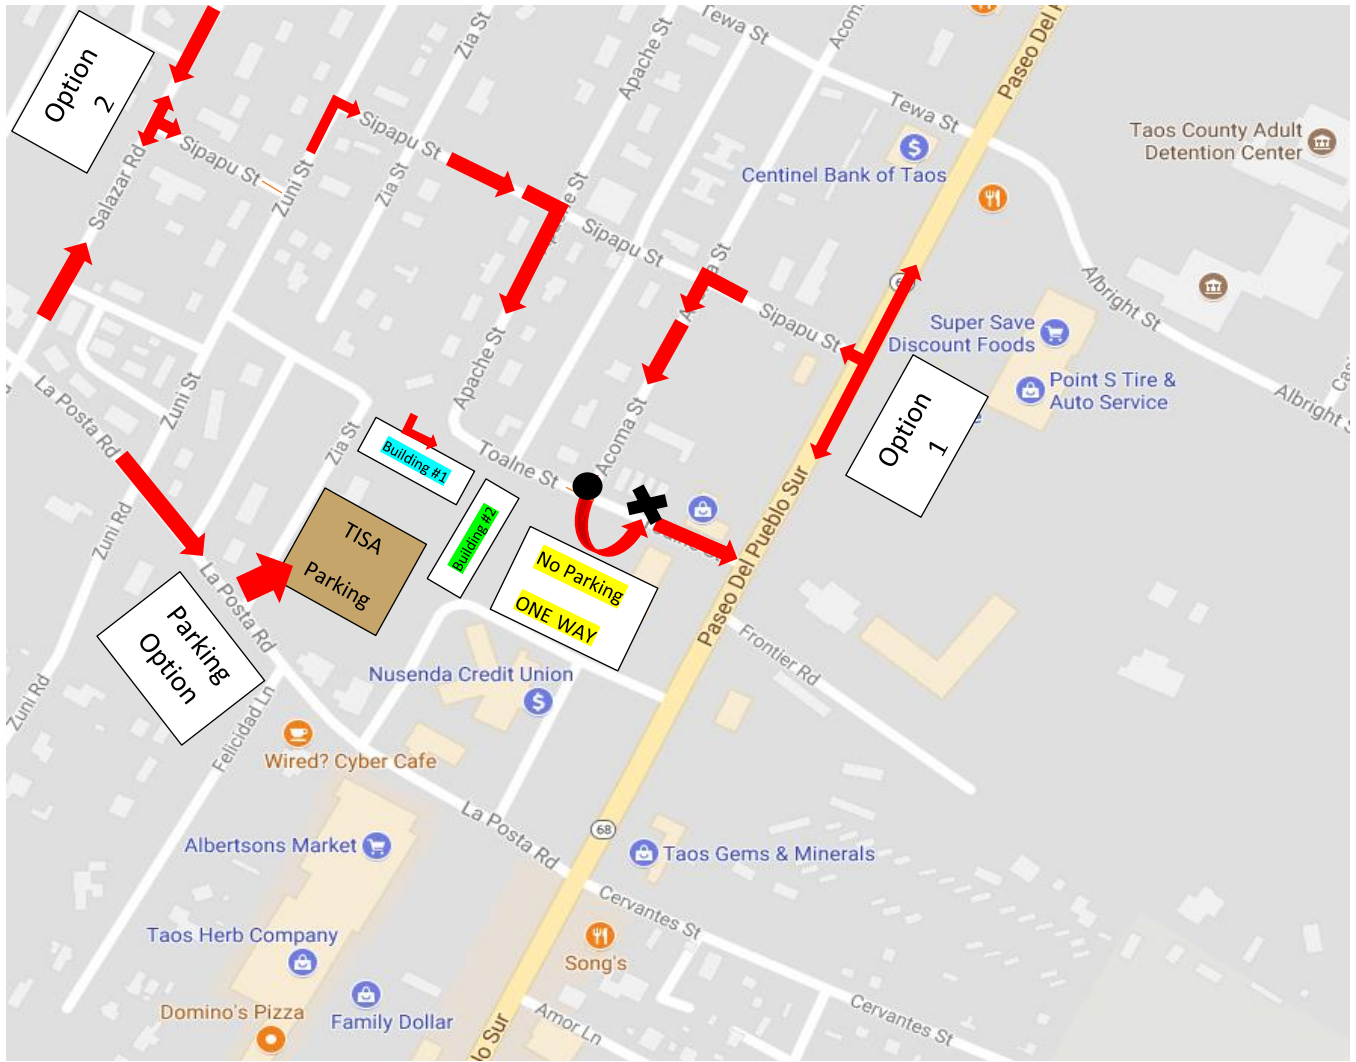 Option
2
Zia St
Apache St
Tewa St
Acom
Paseo Del P
Tewa St
Taos County Adult
Detention Center
Centinel Bank of Taos
Sipapu St
Sipapu St
Salazar Rd
Zuni St
Zia St
Sipapu St
Albright St
Super Save
Discount Foods
Point S Tire &
Auto Service
Albright S
Sipapu St
Option
1
La Posta Rd
Zuni St
Zia St
Apache St
Acoma St
Toalne St
Building #1
Building #2
TISA
Parking
No Parking
ONE WAY
Paseo Del Pueblo Sur
Zuni Rd
La Posta Rd
Parking
Option
Frontier Rd
Zuni Rd
Felicidad Ln
Nusenda Credit Union
Wired? Cyber Cafe
La Posta Rd
68
Albertsons Market
Taos Gems & Minerals
Cervantes St
Taos Herb Company
Song's
Domino's Pizza
Family Dollar
Amor Ln
Cervantes St
lo Sur